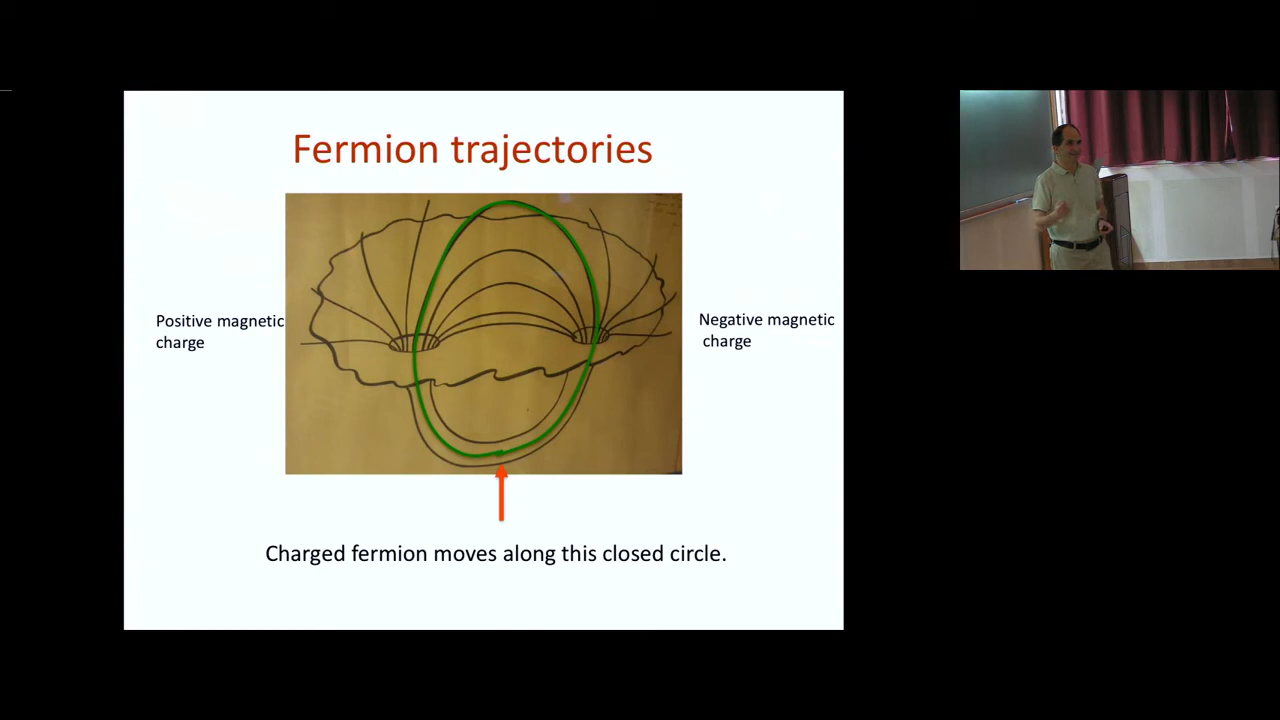 Fermion trajectories
Positive magnetic
charge
Negative magnetic
charge
Charged fermion moves along this closed circle.